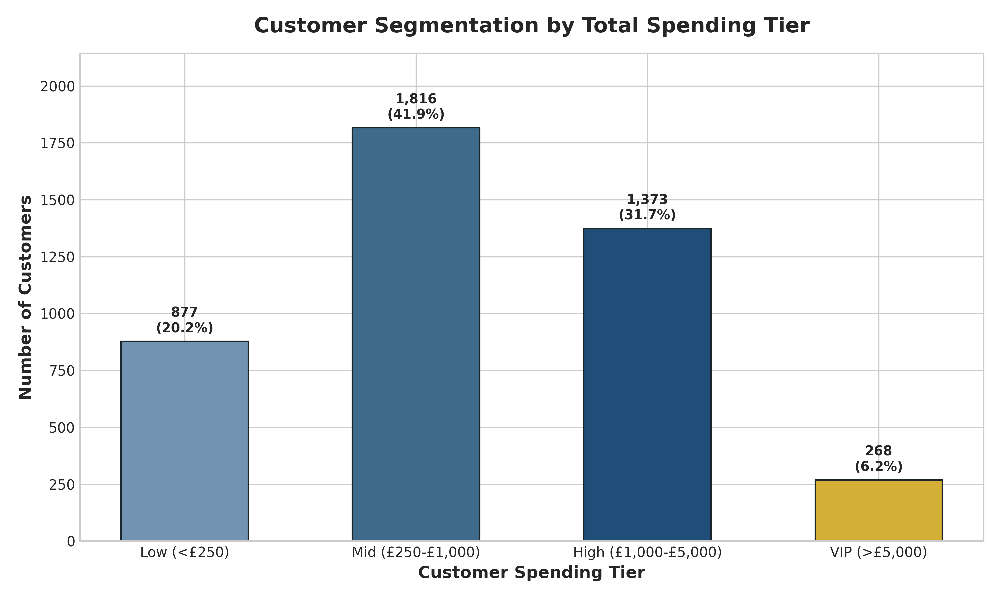 Customer Segmentation by Total Spending Tier
Number of Customers
2000
1750
1500
1250
1000
750
500
250
0
877
(20.2%)
1,816
(41.9%)
1,373
(31.7%)
268
(6.2%)
Low (<£250)
Mid (£250-£1,000)
High (£1,000-£5,000)
VIP (>£5,000)
Customer Spending Tier